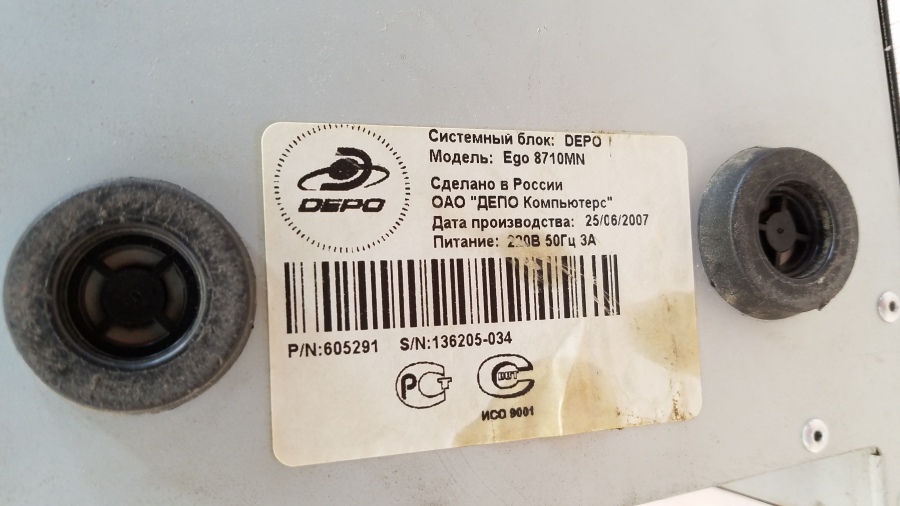 DEPO
Системный блок: DEPO
Модель: Ego 8710MN
Сделано в России
ОАО "ДЕПО Компьютерс"
Дата производства: 25/06/2007
Питание: 220В 50Гц 3А
P/N:605291 S/N:136205-034
РСТ
ИСО 9001